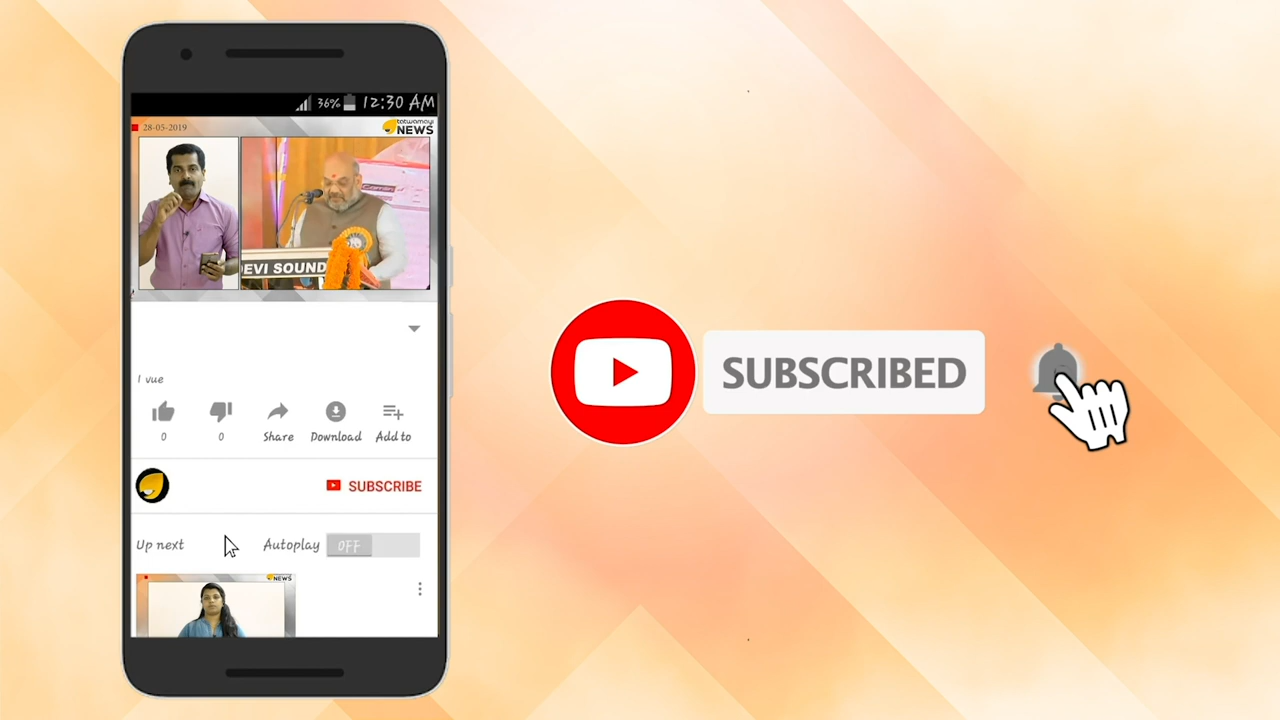 36% 12:30 AM
28-05-2019
tatwamayi
NEWS
DEVI SOUND
1 vue
0 0 Share Download Add to
SUBSCRIBE
Up next Autoplay OFF
NEWS
SUBSCRIBED